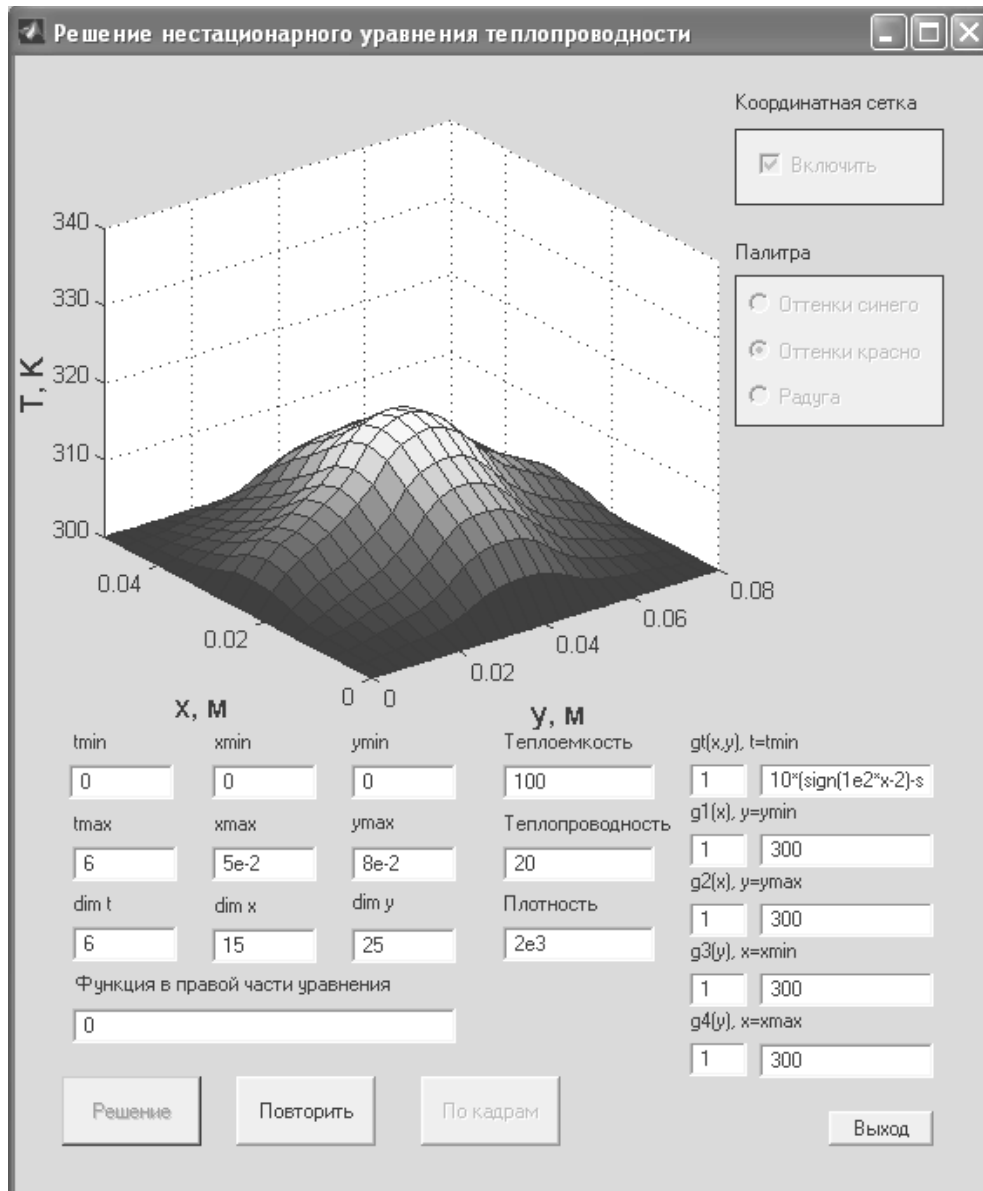 Решение нестационарного уравнения теплопроводности
Координатная сетка
Включить
Палитра
Оттенки синего
Оттенки красно
Радуга
340
330
320
310
300
T, K
0.04
0.02
0
x, м
0
0.02
0.04
0.06
0.08
y, м
tmin xmin ymin Теплоемкость gt(x,y), t=tmin
0 0 0 100 1 10*(sign(1e2*x-2)-s
tmax xmax ymax Теплопроводность g1(x), y=ymin
6 5e-2 8e-2 20 1 300
dim t dim x dim y Плотность g2(x), y=ymax
6 15 25 2e3 1 300
Функция в правой части уравнения g3(y), x=xmin
0 1 300
g4(y), x=xmax
1 300
Решение Повторить По кадрам Выход